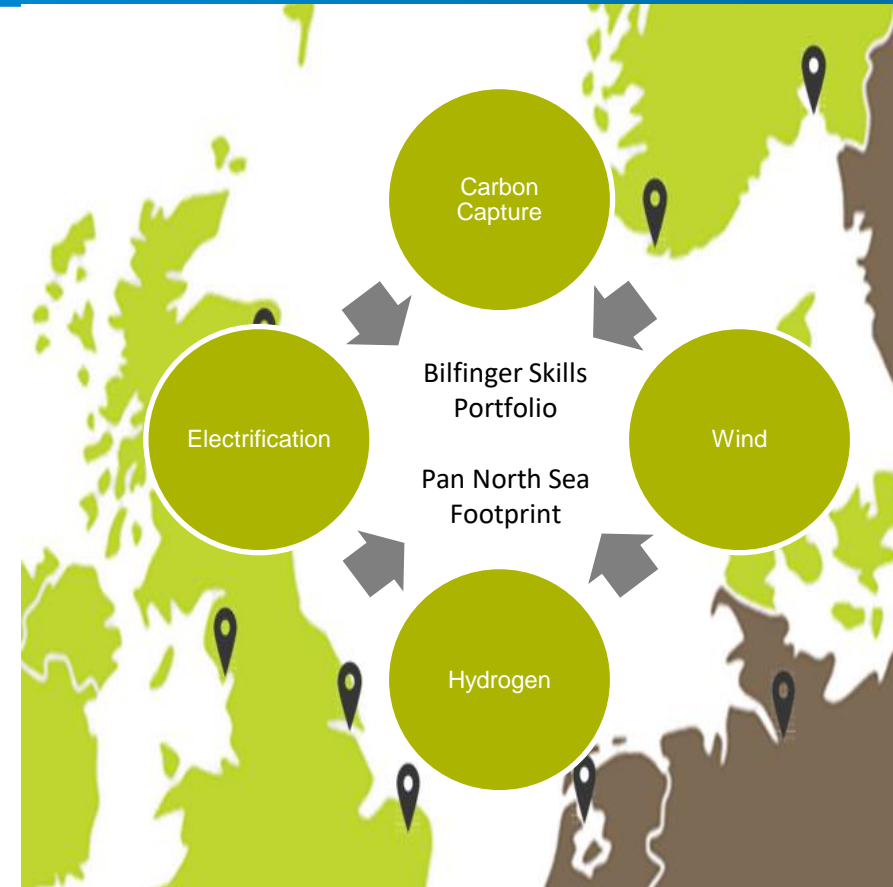 Carbon
Capture
Bilfinger Skills
Portfolio
Electrification
Wind
Pan North Sea
Footprint
Hydrogen